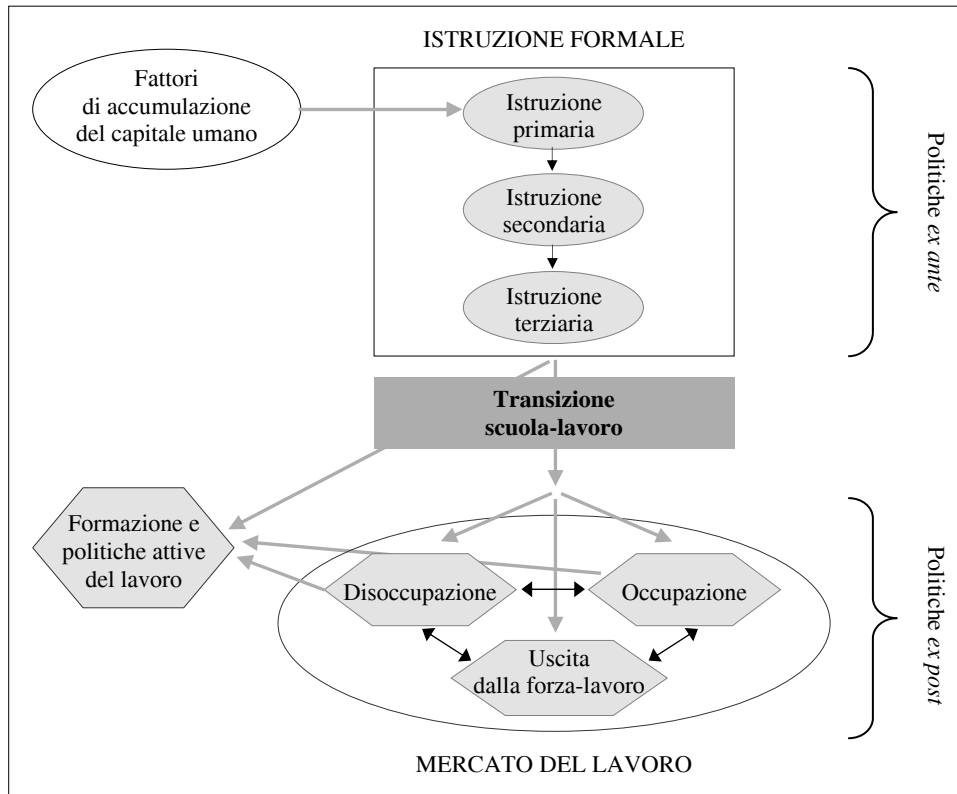 ISTRUZIONE FORMALE
Fattori
di accumulazione
del capitale umano
Istruzione
primaria
Istruzione
secondaria
Istruzione
terziaria
Politiche ex ante
Transizione
scuola-lavoro
Formazione e
politiche attive
del lavoro
Disoccupazione
Occupazione
Uscita
dalla forza-lavoro
Politiche ex post
MERCATO DEL LAVORO